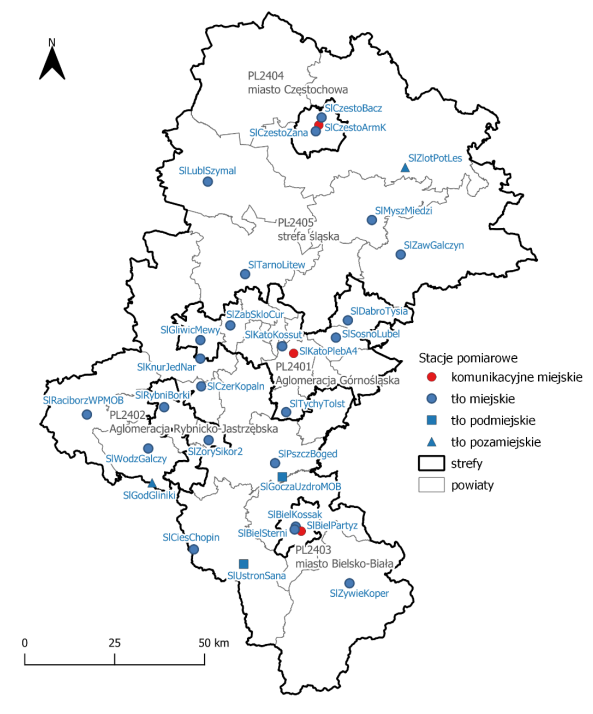 N
PL2404
miasto Częstochowa
SlCzestoBacz
SlCzestoArmK
SlCzestoZana
SlZlotPotLes
SlLublSzymal
SlMyszMiedzi
PL2405
strefa śląska
SlZawGalczyn
SlTarnoLitew
SlZabSkloCur
SlDabroTysia
SlGliwicMewy
SlKatoKossut
SlSosnoLubel
SlKatoPlebA4
SlKnurJedNar
PL2401
Aglomeracja Górnośląska
SlCzerKopaln
SlRybniBorki
SlRaciborzWPMOB
SlTychyTolst
PL2402
Aglomeracja Rybnicko-Jastrzębska
SlZorySikor2
SlWodzGalczy
SlPszczBoged
SlGoczaUzdroMOB
SlGodGliniki
SlBielKossak
SlBielPartyz
SlBielSterni
SlCiesChopin
PL2403
miasto Bielsko-Biała
SlUstronSana
SlZywieKoper
Stacje pomiarowe
komunikacyjne miejskie
tło miejskie
tło podmiejskie
tło pozamiejskie
strefy
powiaty
0 25 50 km